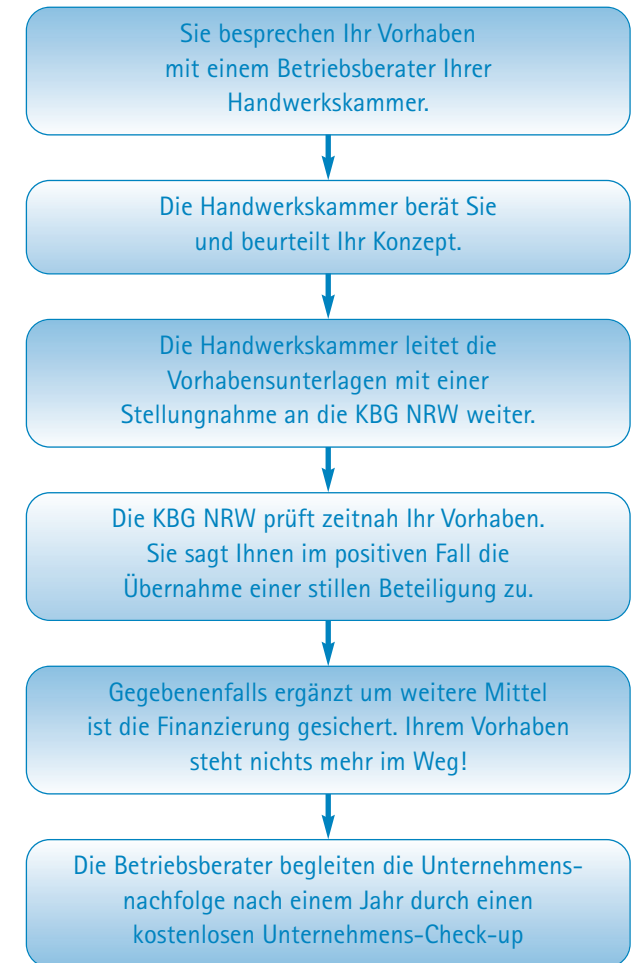 Sie besprechen Ihr Vorhaben
mit einem Betriebsberater Ihrer
Handwerkskammer.
Die Handwerkskammer berät Sie
und beurteilt Ihr Konzept.
Die Handwerkskammer leitet die
Vorhabensunterlagen mit einer
Stellungnahme an die KBG NRW weiter.
Die KBG NRW prüft zeitnah Ihr Vorhaben.
Sie sagt Ihnen im positiven Fall die
Übernahme einer stillen Beteiligung zu.
Gegebenenfalls ergänzt um weitere Mittel
ist die Finanzierung gesichert. Ihrem Vorhaben
steht nichts mehr im Weg!
Die Betriebsberater begleiten die Unternehmens-
nachfolge nach einem Jahr durch einen
kostenlosen Unternehmens-Check-up